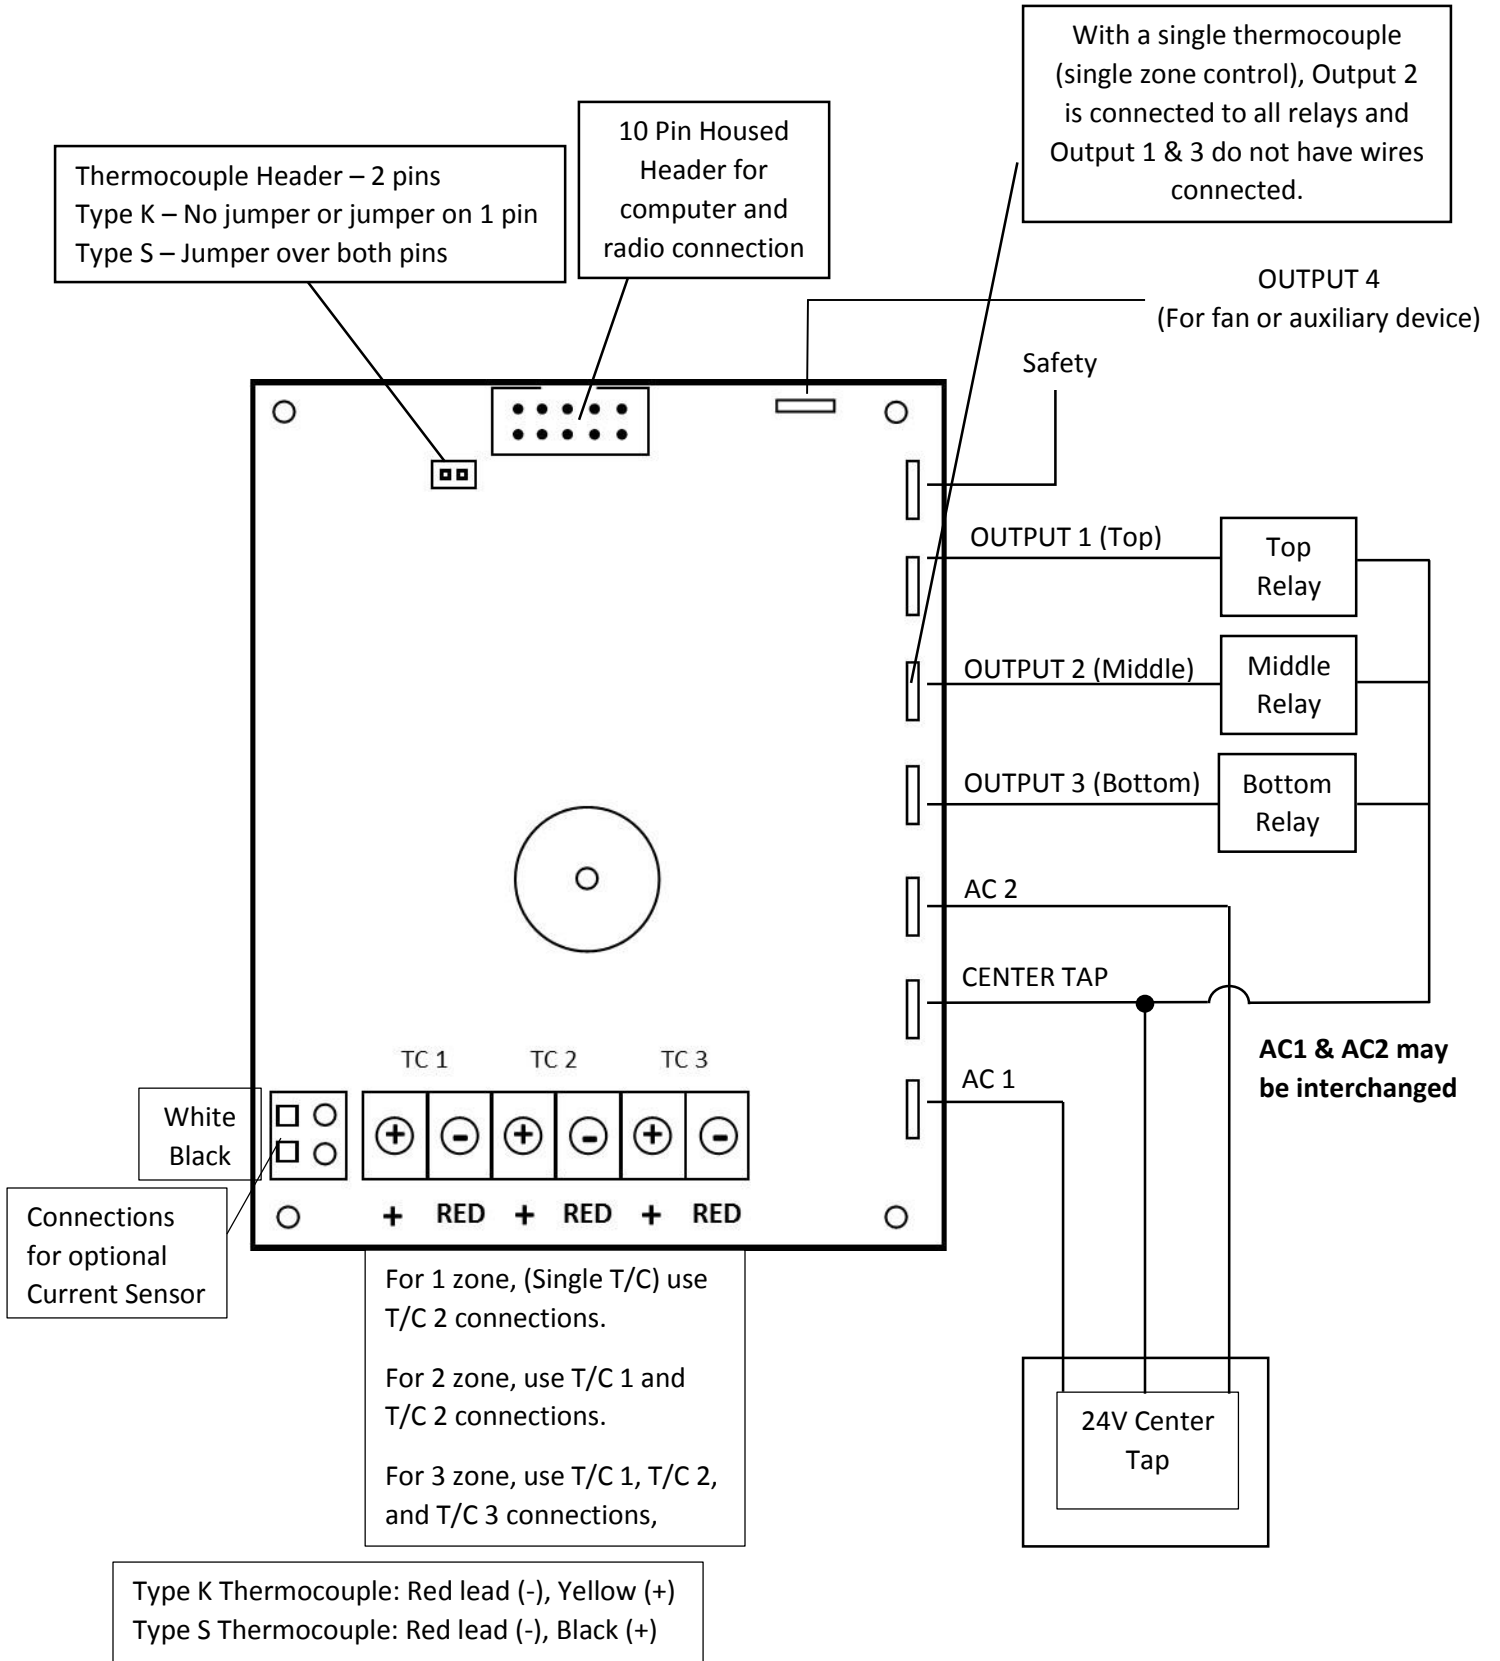 With a single thermocouple
(single zone control), Output 2
is connected to all relays and
Output 1 & 3 do not have wires
connected.
10 Pin Housed
Header for
computer and
radio connection
Thermocouple Header – 2 pins
Type K – No jumper or jumper on 1 pin
Type S – Jumper over both pins
OUTPUT 4
(For fan or auxiliary device)
Safety
OUTPUT 1 (Top)
Top
Relay
OUTPUT 2 (Middle)
Middle
Relay
OUTPUT 3 (Bottom)
Bottom
Relay
AC 2
CENTER TAP
AC1 & AC2 may
be interchanged
AC 1
TC 1 TC 2 TC 3
White
Black
+ - + - + -
+ RED + RED + RED
Connections
for optional
Current Sensor
For 1 zone, (Single T/C) use
T/C 2 connections.
For 2 zone, use T/C 1 and
T/C 2 connections.
For 3 zone, use T/C 1, T/C 2,
and T/C 3 connections,
24V Center
Tap
Type K Thermocouple: Red lead (-), Yellow (+)
Type S Thermocouple: Red lead (-), Black (+)